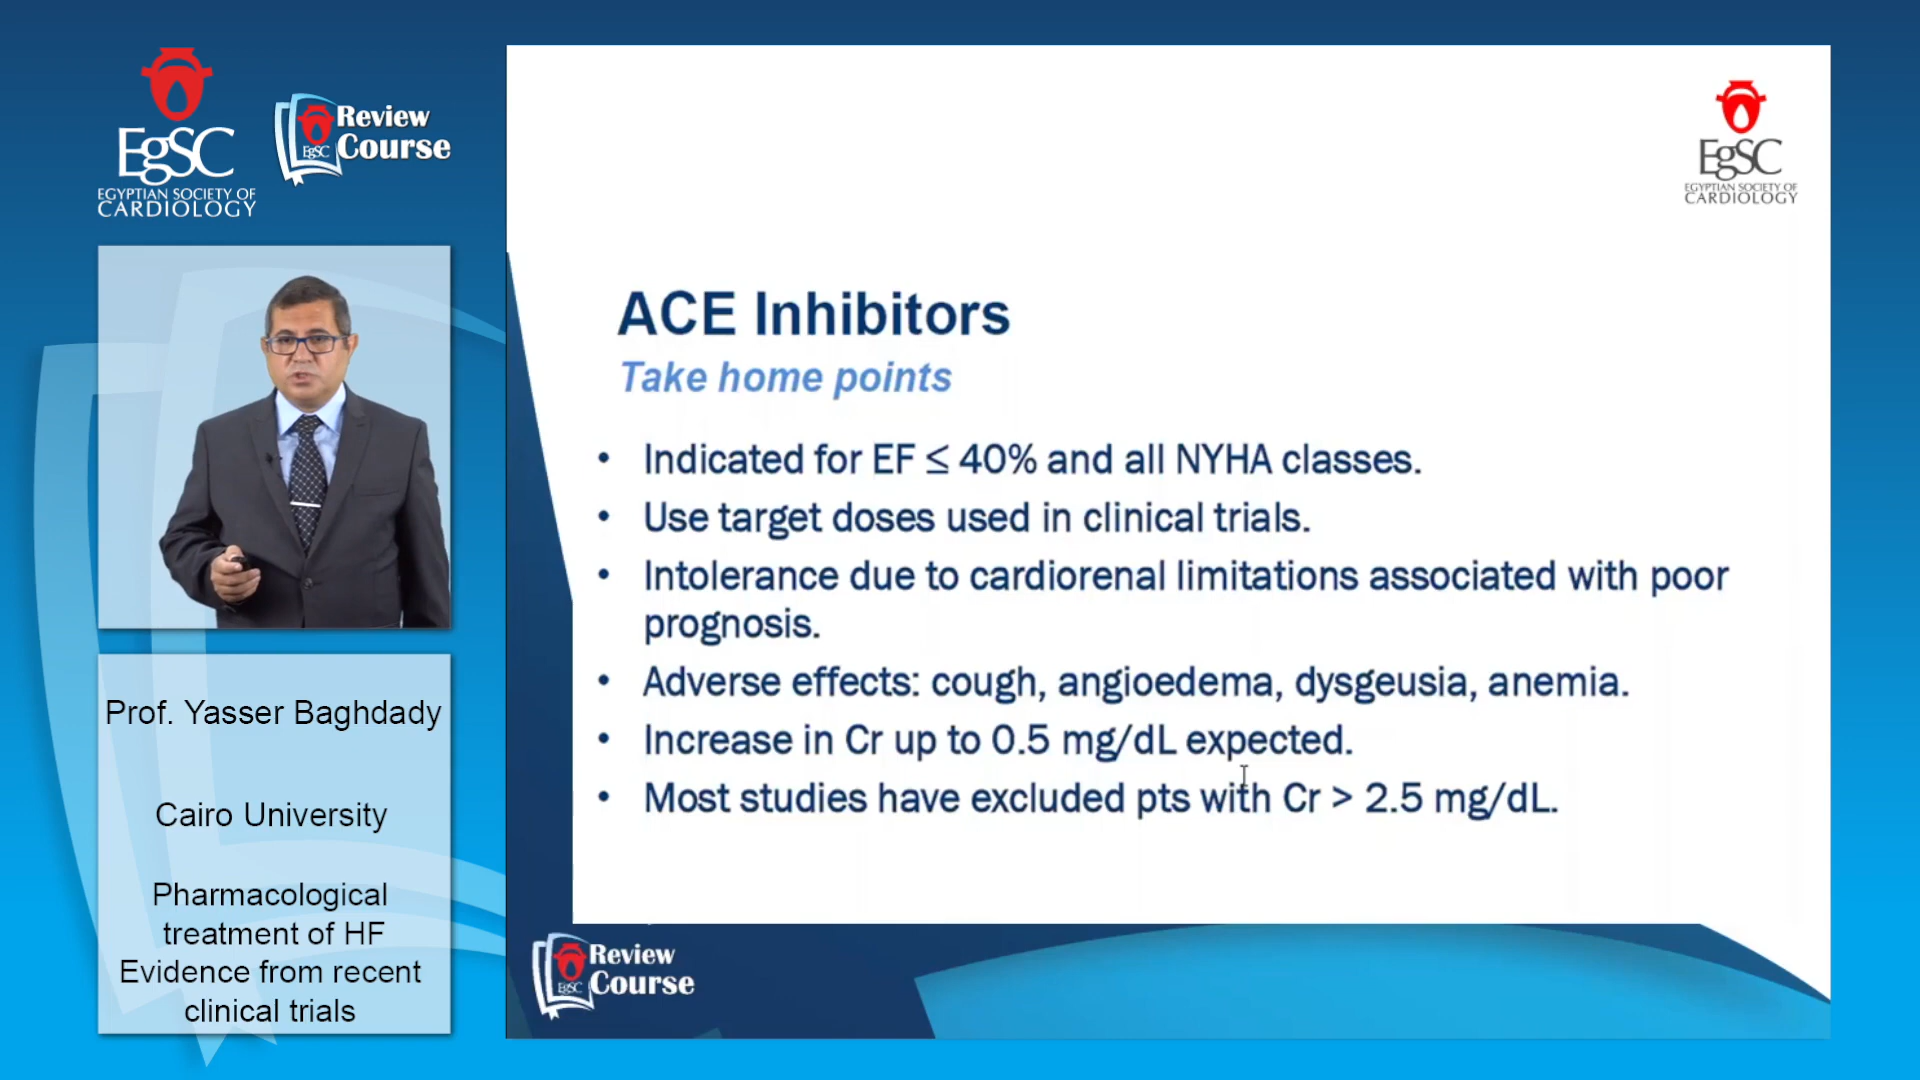 EgSC
EGYPTIAN SOCIETY OF
CARDIOLOGY
Review
Course
EgSC
Prof. Yasser Baghdady
Cairo University
Pharmacological
treatment of HF
Evidence from recent
clinical trials
EgSC
EGYPTIAN SOCIETY OF
CARDIOLOGY
ACE Inhibitors
Take home points
• Indicated for EF ≤ 40% and all NYHA classes.
• Use target doses used in clinical trials.
• Intolerance due to cardiorenal limitations associated with poor
prognosis.
• Adverse effects: cough, angioedema, dysgeusia, anemia.
• Increase in Cr up to 0.5 mg/dL expected.
• Most studies have excluded pts with Cr > 2.5 mg/dL.
Review
Course
EgSC